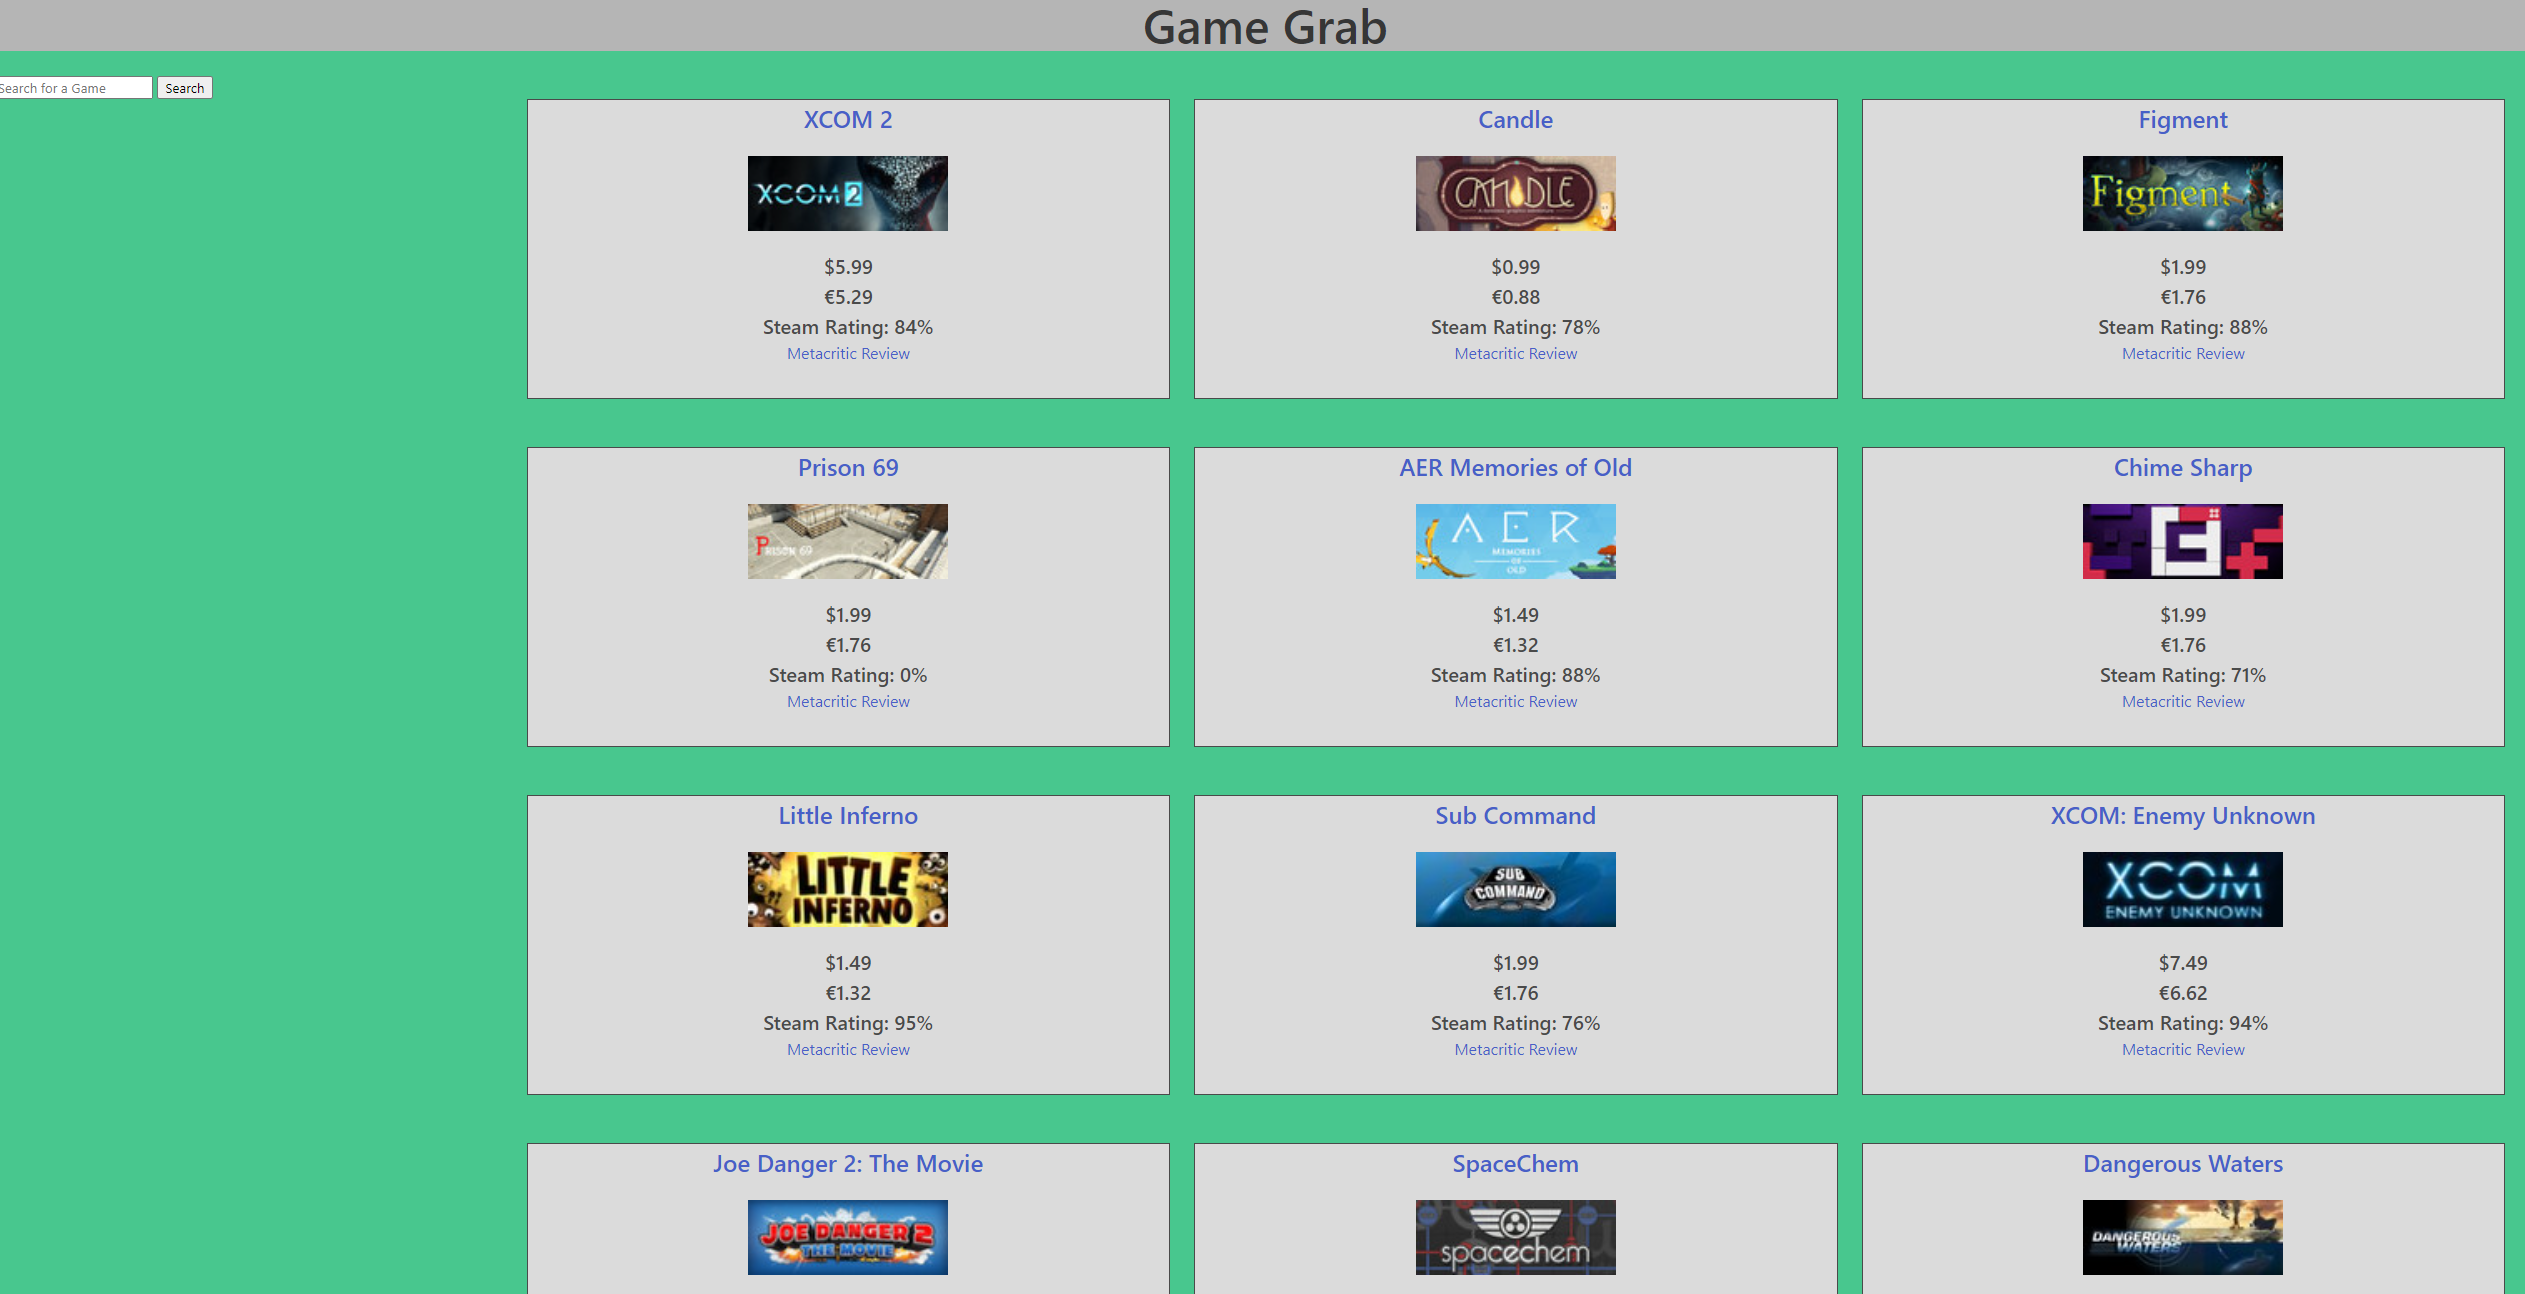 Game Grab
Search for a Game Search
XCOM 2
XCOM 2
$5.99
€5.29
Steam Rating: 84%
Metacritic Review
Candle
CANDLE
$0.99
€0.88
Steam Rating: 78%
Metacritic Review
Figment
Figment
$1.99
€1.76
Steam Rating: 88%
Metacritic Review
Prison 69
PRISON 69
$1.99
€1.76
Steam Rating: 0%
Metacritic Review
AER Memories of Old
AER
MEMORIES
OF
OLD
$1.49
€1.32
Steam Rating: 88%
Metacritic Review
Chime Sharp
$1.99
€1.76
Steam Rating: 71%
Metacritic Review
Little Inferno
LITTLE
INFERNO
$1.49
€1.32
Steam Rating: 95%
Metacritic Review
Sub Command
SUB
COMMAND
$1.99
€1.76
Steam Rating: 76%
Metacritic Review
XCOM: Enemy Unknown
XCOM
ENEMY UNKNOWN
$7.49
€6.62
Steam Rating: 94%
Metacritic Review
Joe Danger 2: The Movie
JOE DANGER 2
THE MOVIE
SpaceChem
spacechem
Dangerous Waters
DANGEROUS
WATERS